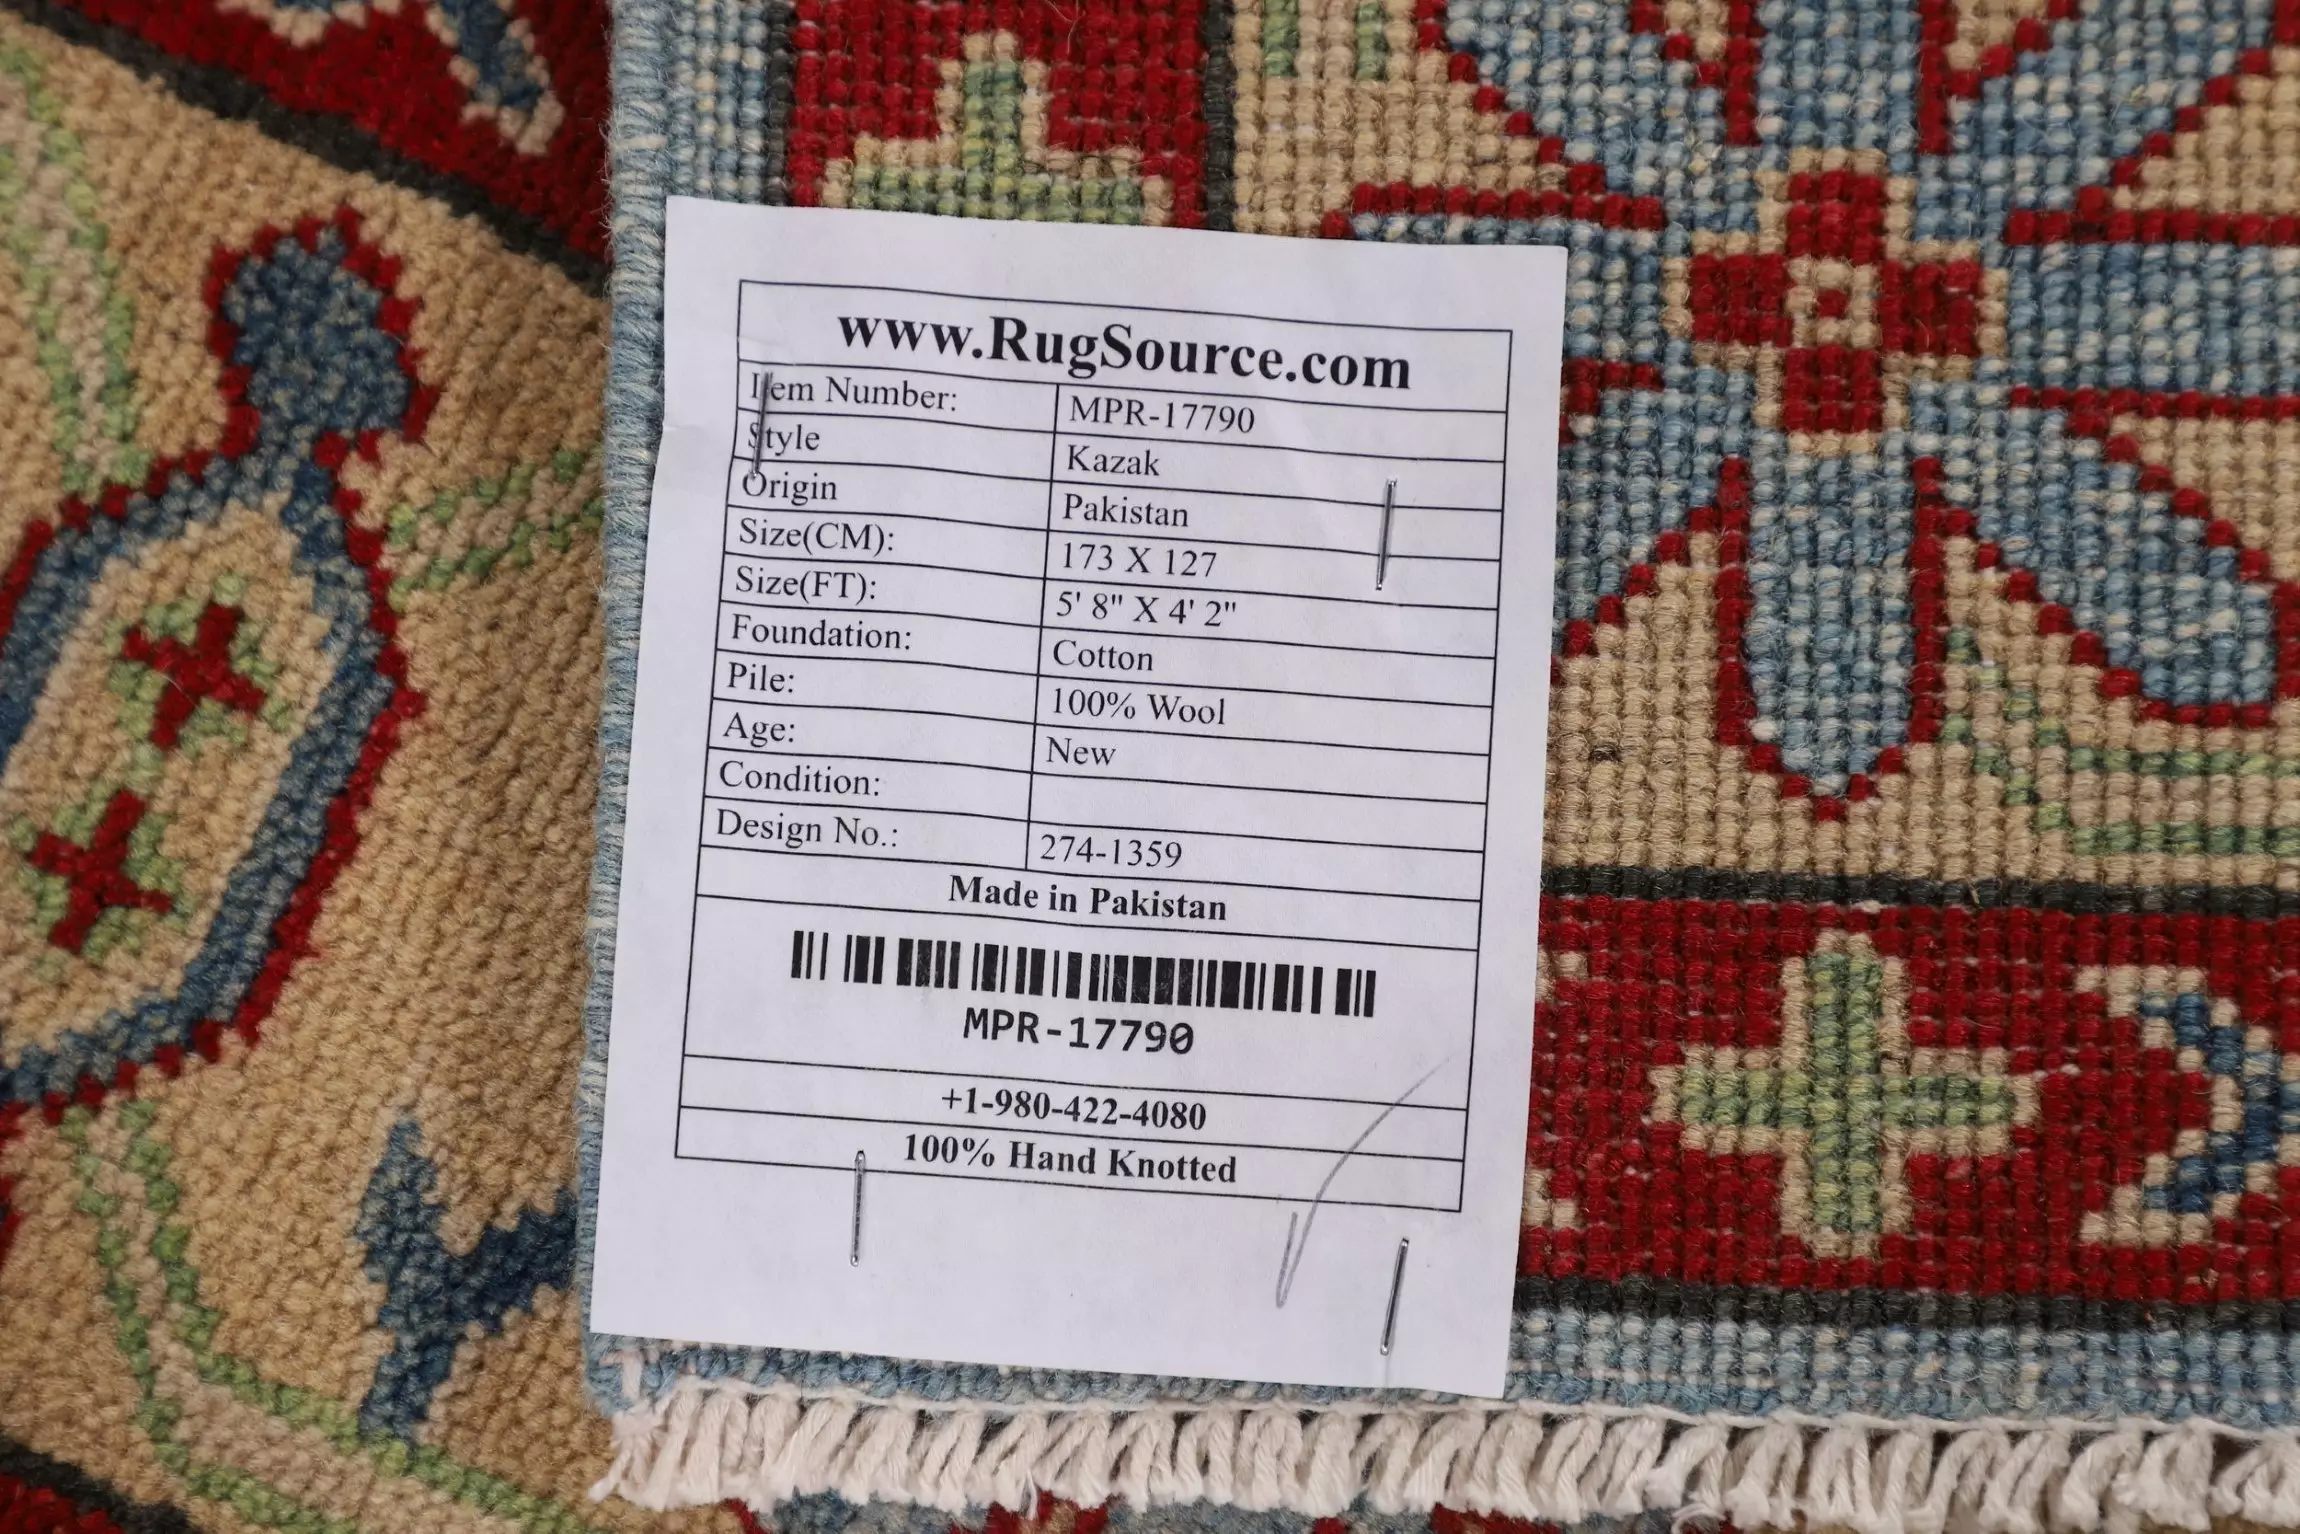 www.RugSource.com
Item Number: MPR-17790
Style Kazak
Origin Pakistan
Size(CM): 173 X 127
Size(FT): 5' 8" X 4' 2"
Foundation: Cotton
Pile: 100% Wool
Age: New
Condition:
Design No.: 274-1359
Made in Pakistan
MPR-17790
+1-980-422-4080
100% Hand Knotted